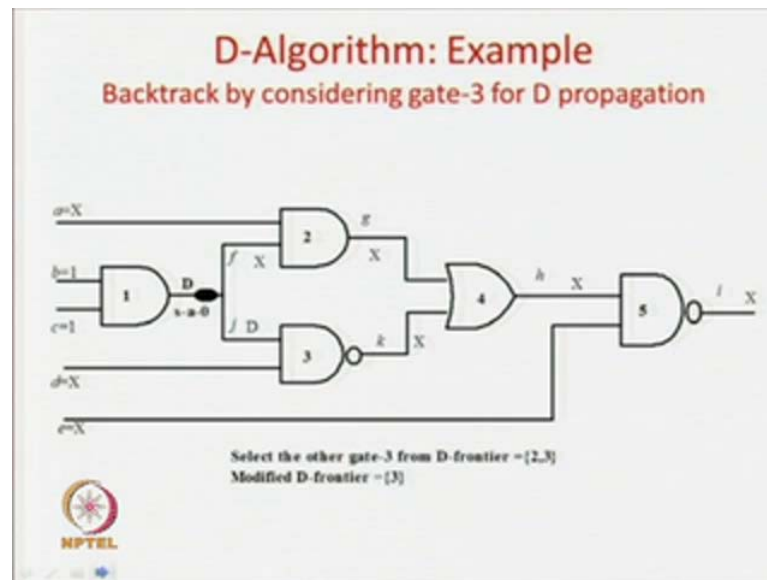 D-Algorithm: Example
Backtrack by considering gate-3 for D propagation
a=X
2
g
X
f X
b=1
1
D
s-a-0
c=1
j D
3
k
X
4
h
X
5
i
X
d=X
e=X
Select the other gate-3 from D-frontier ={2,3}
Modified D-frontier ={3}
NPTEL